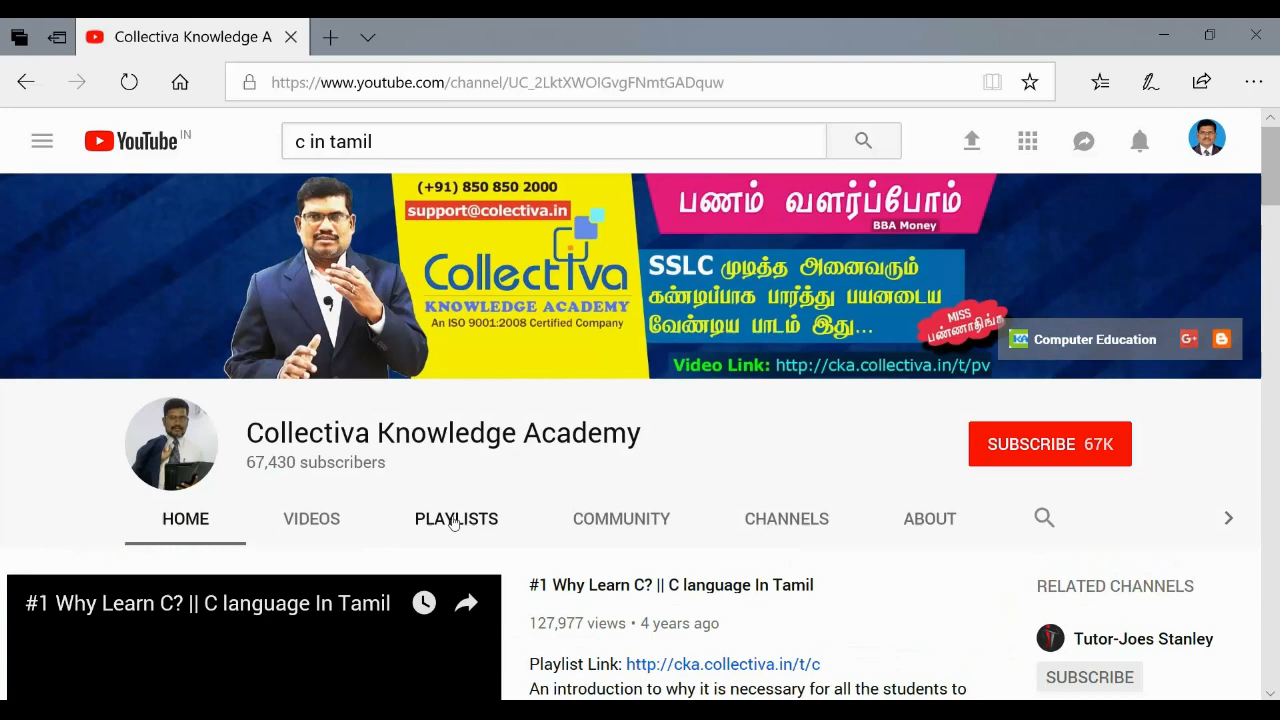 Collectiva Knowledge A
https://www.youtube.com/channel/UC_2LktXWOIGvgFNmtGADquw
YouTube IN
c in tamil
(+91) 850 850 2000
support@colectiva.in
Collectiva
KNOWLEDGE ACADEMY
An ISO 9001:2008 Certified Company
பணம் வளர்ப்போம்
BBA Money
SSLC முடித்த அனைவரும்
கண்டிப்பாக பார்த்து பயனடைய
வேண்டிய பாடம் இது...
MISS
பண்ணாதிங்க
Video Link: http://cka.collectiva.in/t/pv
Computer Education
Collectiva Knowledge Academy
67,430 subscribers
SUBSCRIBE 67K
HOME VIDEOS PLAYLISTS COMMUNITY CHANNELS ABOUT
#1 Why Learn C? || C language In Tamil
#1 Why Learn C? || C language In Tamil
127,977 views • 4 years ago
Playlist Link: http://cka.collectiva.in/t/c
An introduction to why it is necessary for all the students to
RELATED CHANNELS
Tutor-Joes Stanley
SUBSCRIBE